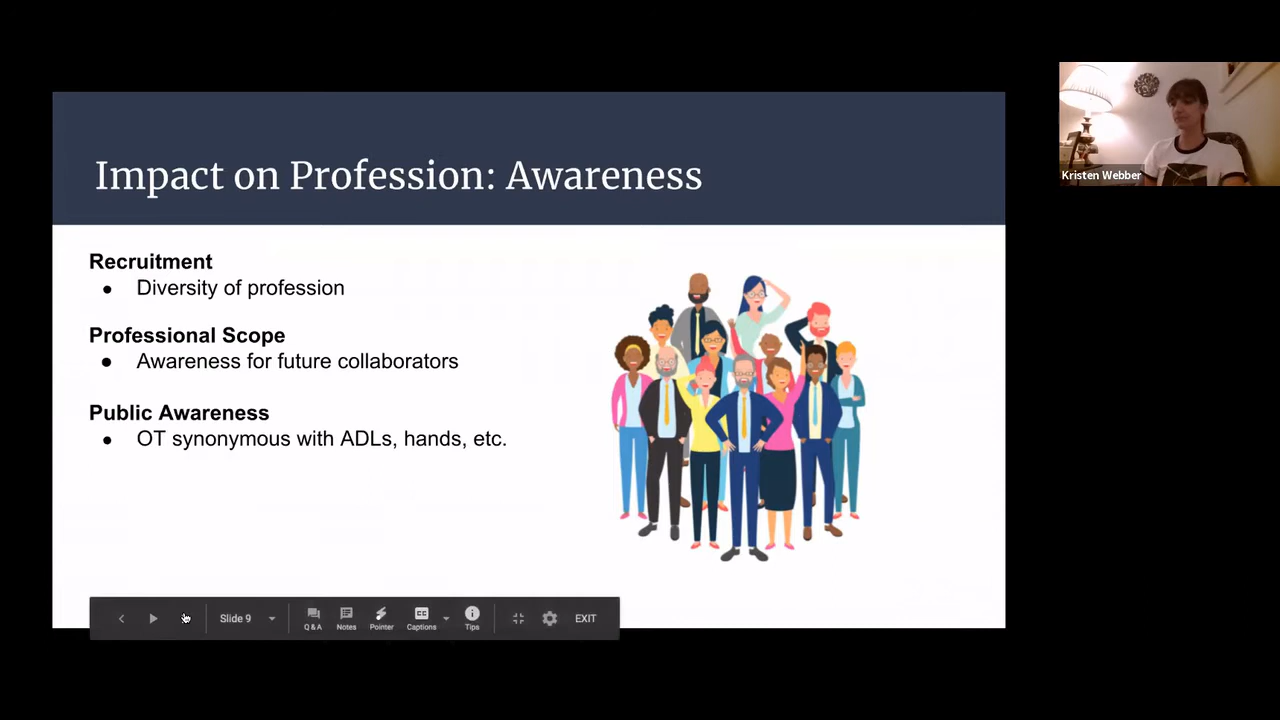 Impact on Profession: Awareness
Recruitment
● Diversity of profession
Professional Scope
● Awareness for future collaborators
Public Awareness
● OT synonymous with ADLs, hands, etc.
Slide 9
Q & A
Notes
Pointer
CC
Captions
Tips
EXIT
Kristen Webber